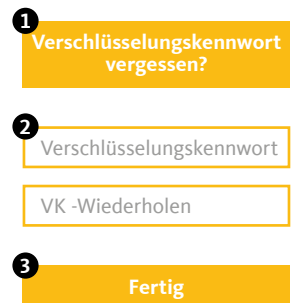 1
Verschlüsselungskennwort
vergessen?
2
Verschlüsselungskennwort
VK -Wiederholen
3
Fertig